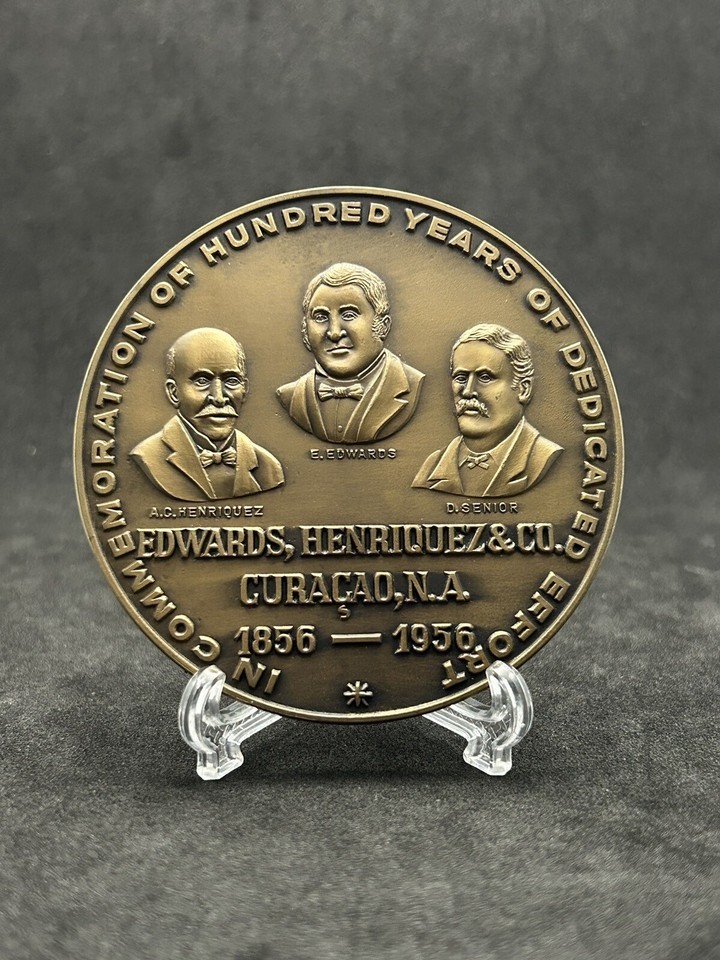 IN COMMEMORATION OF HUNDRED YEARS OF DEDICATED EFFORT
E. EDWARDS
A.C. HENRIQUEZ
D. SENIOR
EDWARDS, HENRIQUEZ & CO.
CURAÇAO, N.A.
1856 — 1956